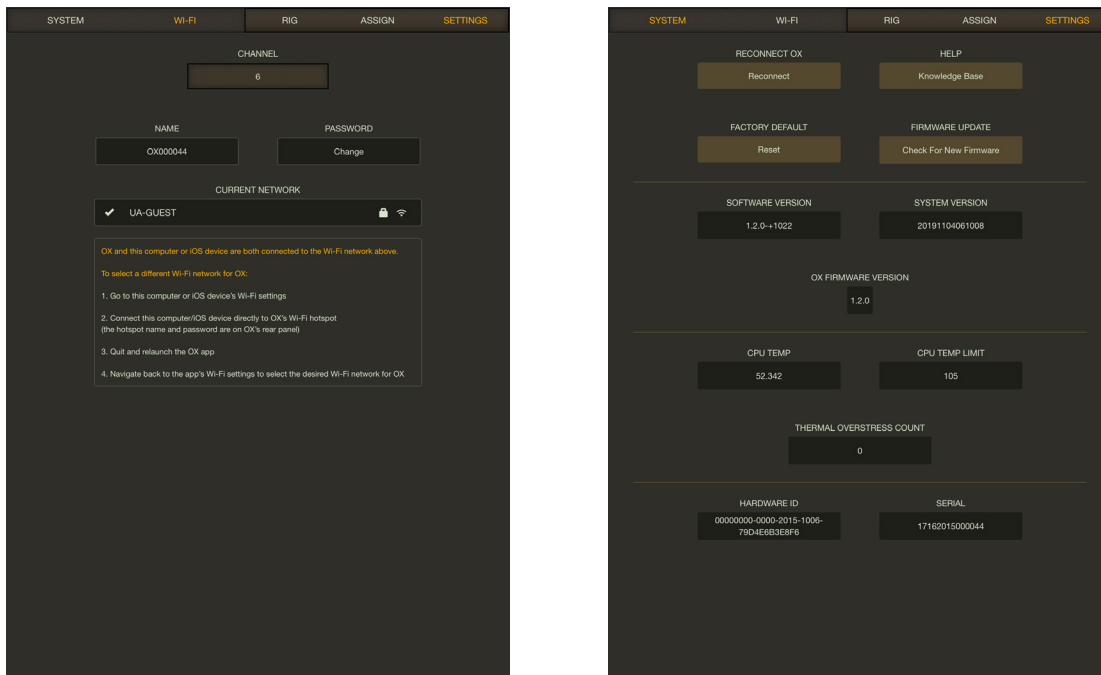 SYSTEM WI-FI RIG ASSIGN SETTINGS
CHANNEL
6
NAME PASSWORD
OX000044 Change
CURRENT NETWORK
UA-GUEST
OX and this computer or iOS device are both connected to the Wi-Fi network above.
To select a different Wi-Fi network for OX:
1. Go to this computer or iOS device's Wi-Fi settings
2. Connect this computer/iOS device directly to OX's Wi-Fi hotspot
(the hotspot name and password are on OX's rear panel)
3. Quit and relaunch the OX app
4. Navigate back to the app's Wi-Fi settings to select the desired Wi-Fi network for OX
SYSTEM WI-FI RIG ASSIGN SETTINGS
RECONNECT OX HELP
Reconnect Knowledge Base
FACTORY DEFAULT FIRMWARE UPDATE
Reset Check For New Firmware
SOFTWARE VERSION SYSTEM VERSION
1.2.0-+1022 20191104061008
OX FIRMWARE VERSION
1.2.0
CPU TEMP CPU TEMP LIMIT
52.342 105
THERMAL OVERSTRESS COUNT
0
HARDWARE ID SERIAL
00000000-0000-2015-1006-
79D4E6B3E8F6 17162015000044